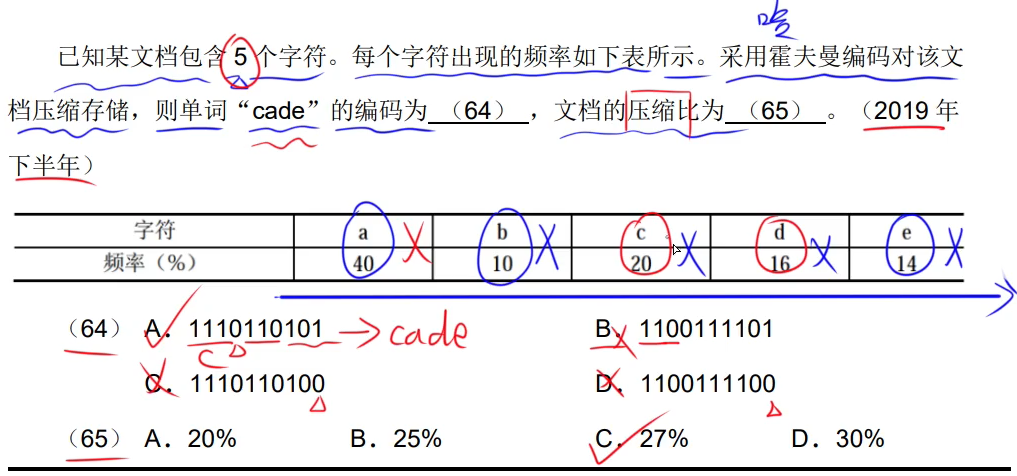 哈
已知某文档包含 5 个字符。每个字符出现的频率如下表所示。采用霍夫曼编码对该文
档压缩存储，则单词“cade”的编码为 （64） ，文档的压缩比为 （65） 。（2019 年
下半年）
字符 a b c d e
频率（%） 40 10 20 16 14
（64） A．1110110101 →cade B．1100111101
C
C．1110110100 D．1100111100
（65） A．20% B．25% C．27% D．30%